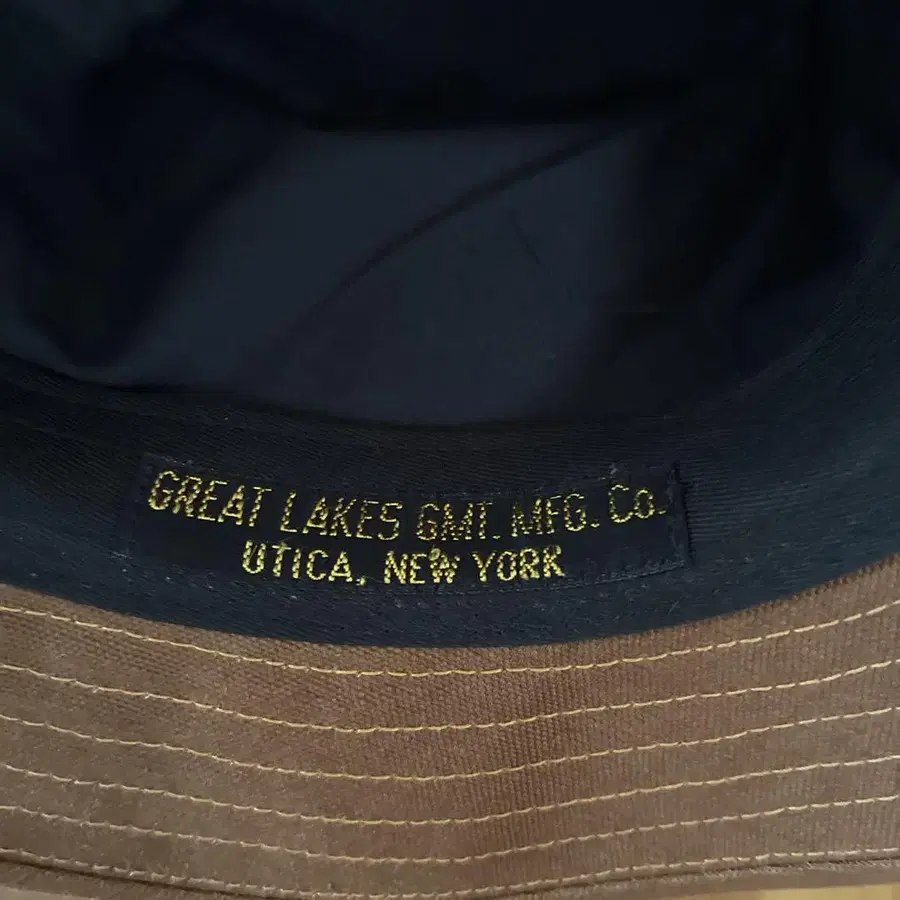 GREAT LAKES GMT. MFG. Co.
UTICA, NEW YORK